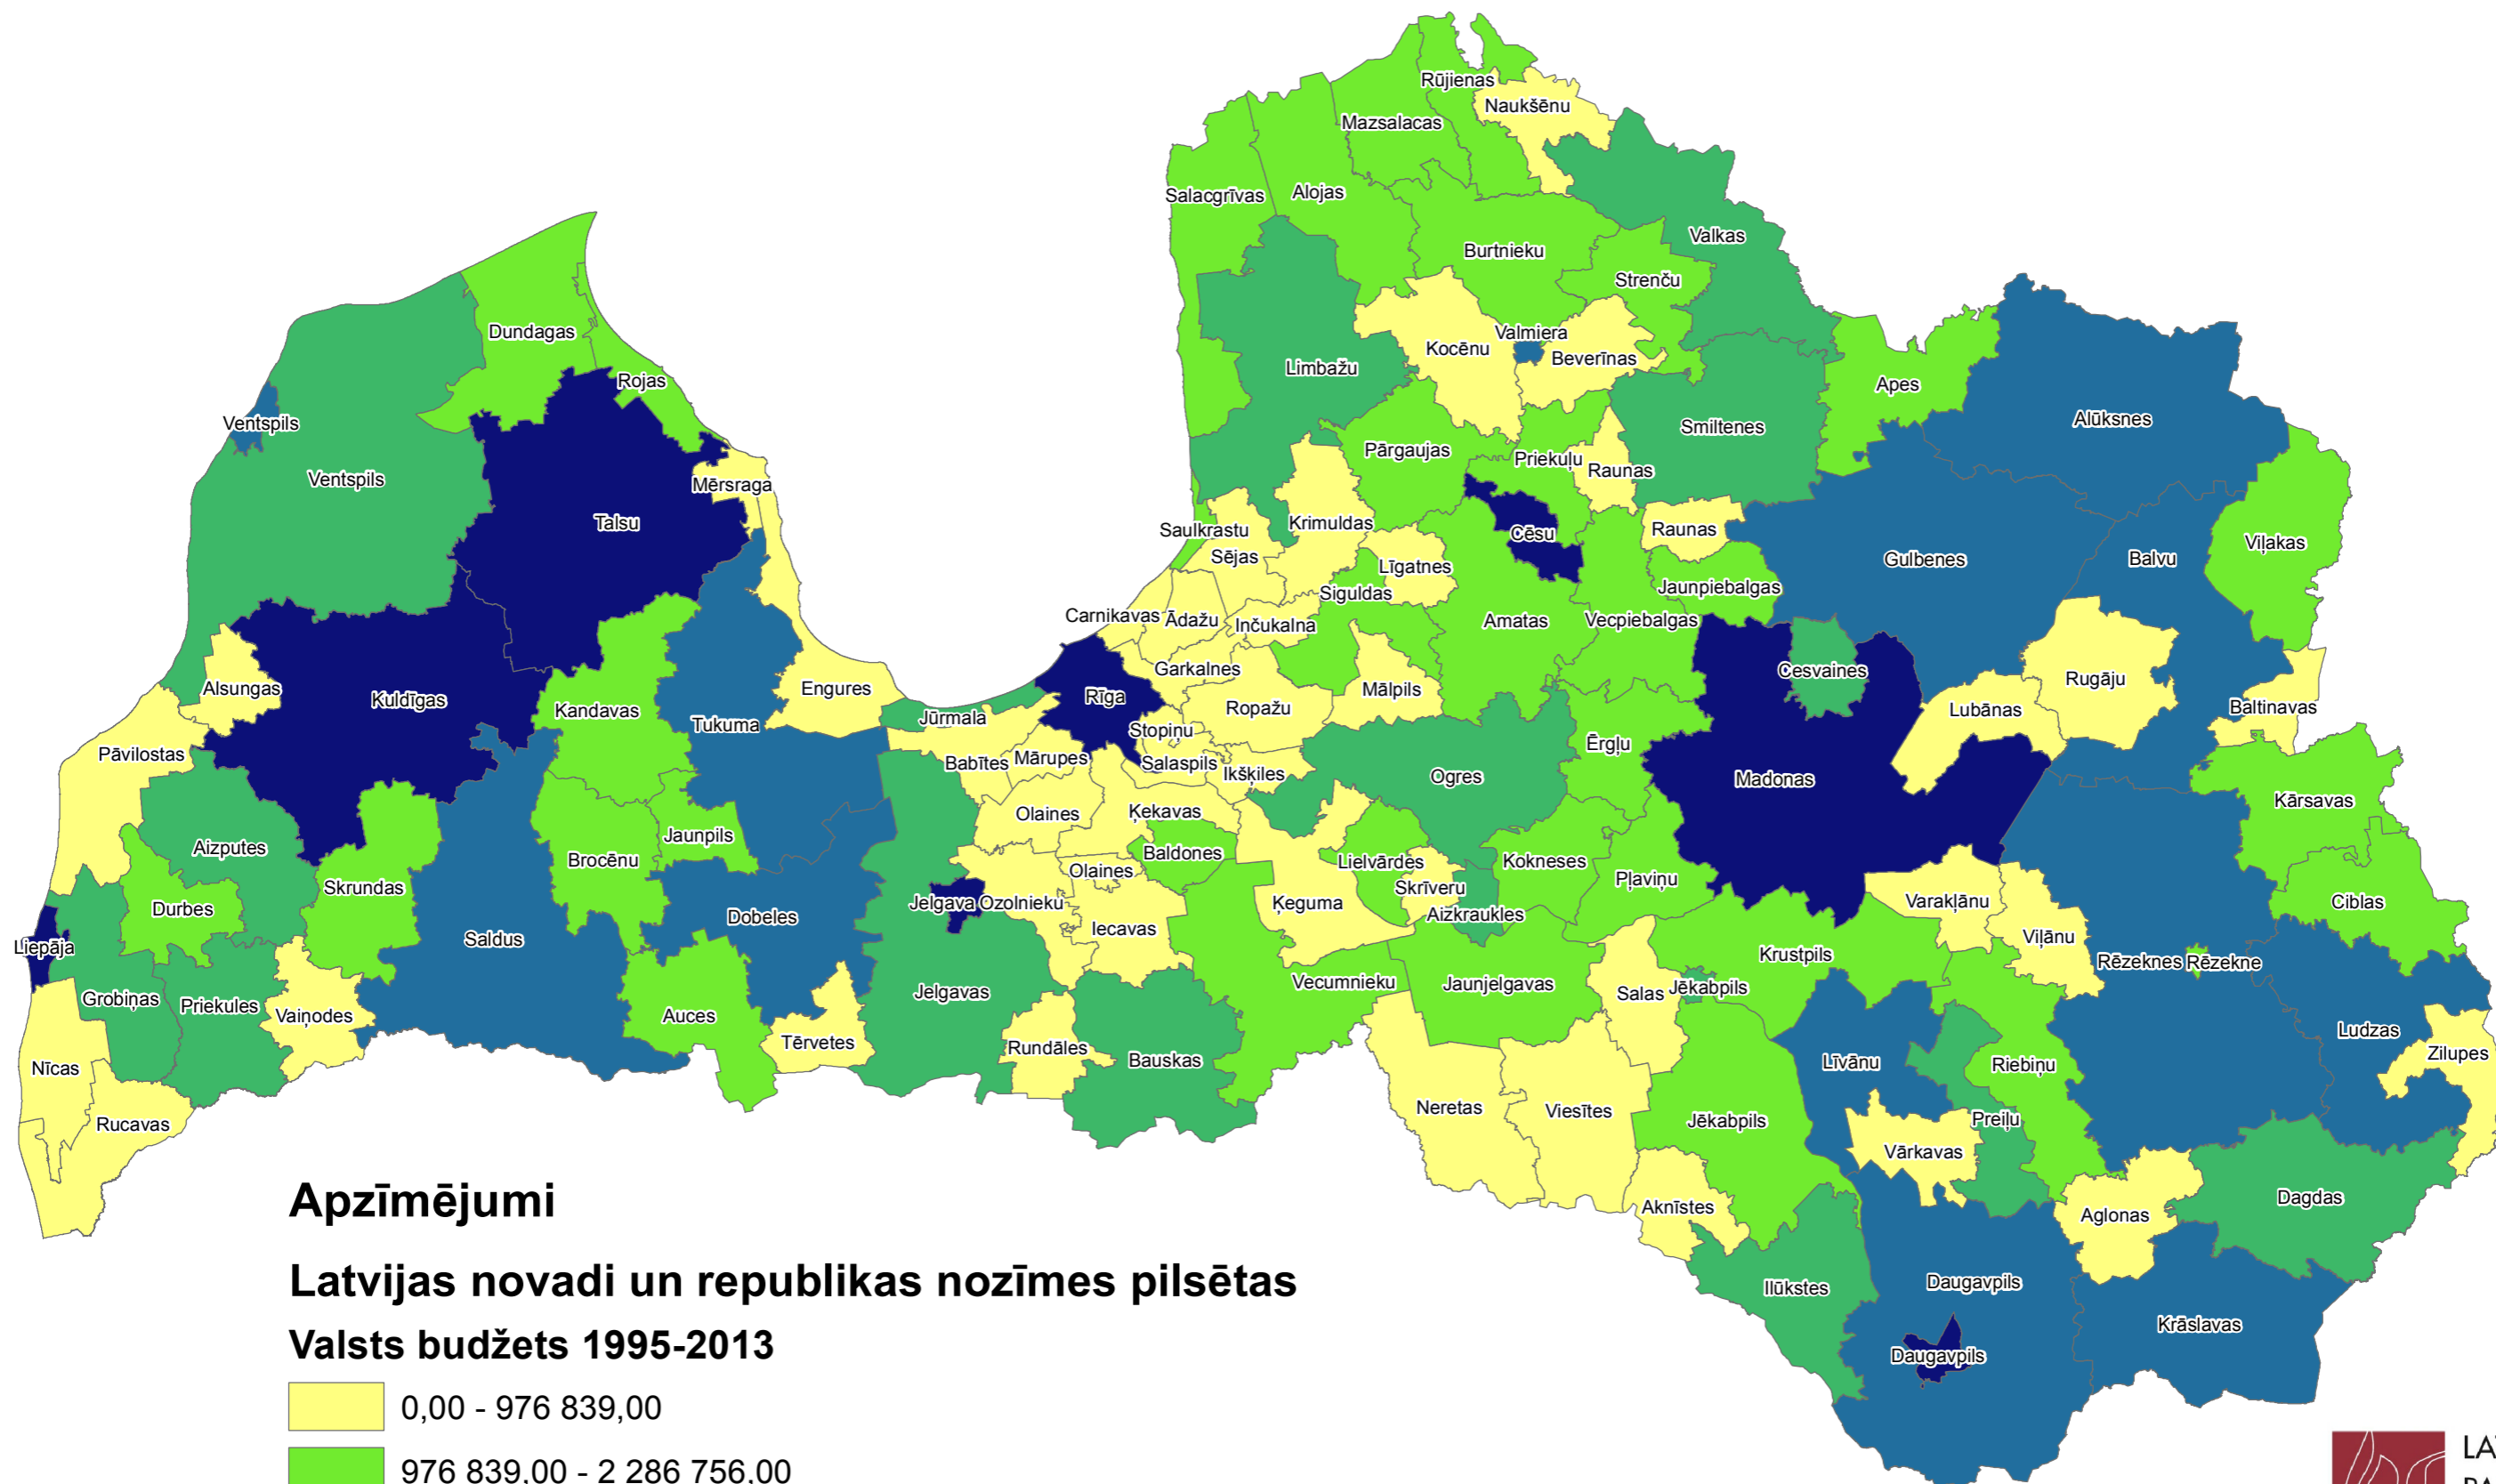 Rūjienas
Naukšēnu
Mazsalacas
Salacgrīvas
Alojas
Valkas
Burtnieku
Strenču
Dundagas
Valmiera
Kocēnu
Beverīnas
Limbažu
Rojas
Apes
Alūksnes
Ventspils
Smiltenes
Pārgaujas
Priekuļu
Raunas
Ventspils
Mērsraga
Talsu
Krimuldas
Saulkrastu
Cēsu
Raunas
Viļakas
Sējas
Līgatnes
Gulbenes
Balvu
Siguldas
Jaunpiebalgas
Carnikavas
Ādažu
Inčukalna
Amatas
Vecpiebalgas
Garkalnes
Cesvaines
Rugāju
Alsungas
Engures
Mālpils
Kuldīgas
Rīga
Kandavas
Ropažu
Lubānas
Baltinavas
Jūrmala
Tukuma
Stopiņu
Ērgļu
Pāvilostas
Babītes
Mārupes
Salaspils
Ikšķiles
Ogres
Madonas
Kārsavas
Olaines
Ķekavas
Jaunpils
Aizputes
Baldones
Brocēnu
Lielvārdes
Kokneses
Olaines
Pļaviņu
Skrundas
Skrīveru
Durbes
Jelgava
Ozolnieku
Ķeguma
Varakļānu
Ciblas
Dobeles
Aizkraukles
Iecavas
Saldus
Viļānu
Liepāja
Krustpils
Rēzeknes
Rēzekne
Vecumnieku
Jaunjelgavas
Salas
Jēkabpils
Grobiņas
Priekules
Jelgavas
Vaiņodes
Auces
Ludzas
Tērvetes
Rundāles
Bauskas
Zilupes
Līvānu
Riebiņu
Nīcas
Neretas
Viesītes
Rucavas
Jēkabpils
Preiļu
Vārkavas
Aknīstes
Aglonas
Dagdas
Daugavpils
Ilūkstes
Krāslavas
Daugavpils
Apzīmējumi
Latvijas novadi un republikas nozīmes pilsētas
Valsts budžets 1995-2013
0,00 - 976 839,00
976 839,00 - 2 286 756,00